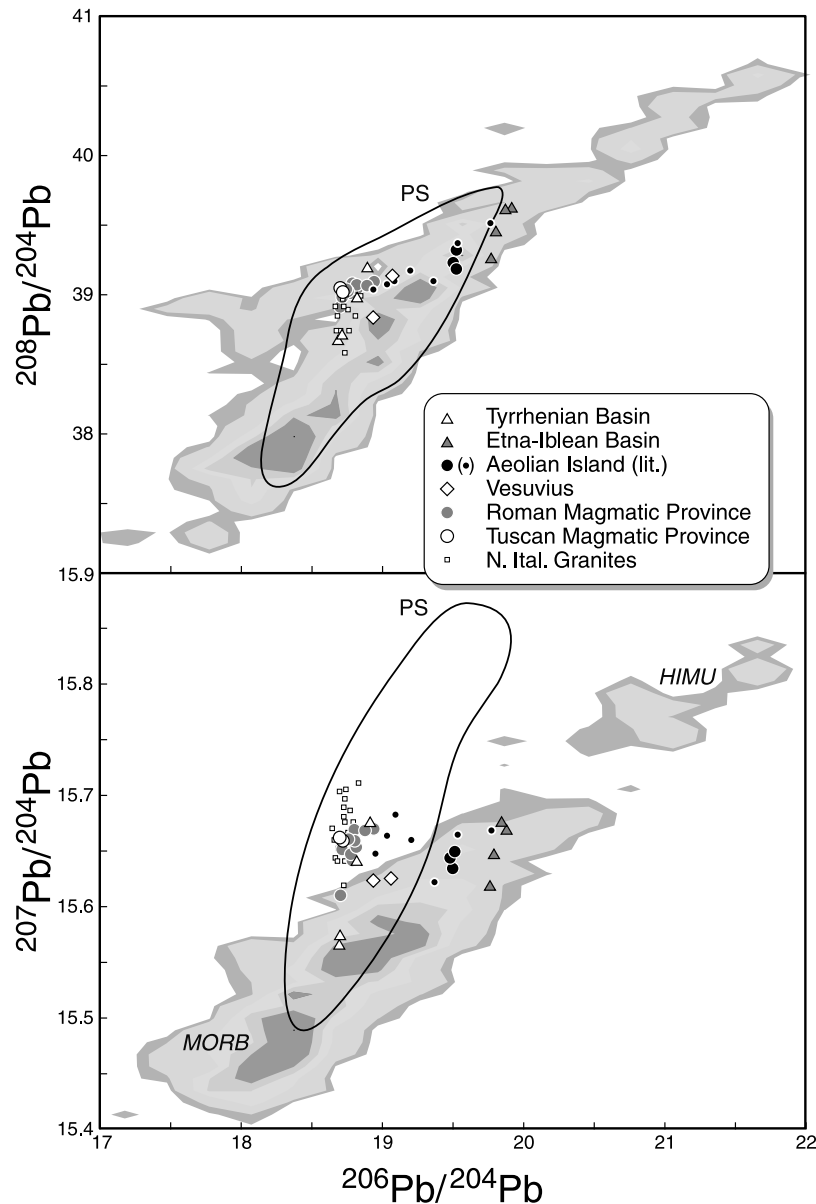 41
40
39
38
208Pb/204Pb
PS
Tyrrhenian Basin
Etna-Iblean Basin
(•) Aeolian Island (lit.)
Vesuvius
Roman Magmatic Province
Tuscan Magmatic Province
N. Ital. Granites
15.9
15.8
15.7
15.6
15.5
15.4
207Pb/204Pb
PS
HIMU
MORB
17
18
19
20
21
22
206Pb/204Pb